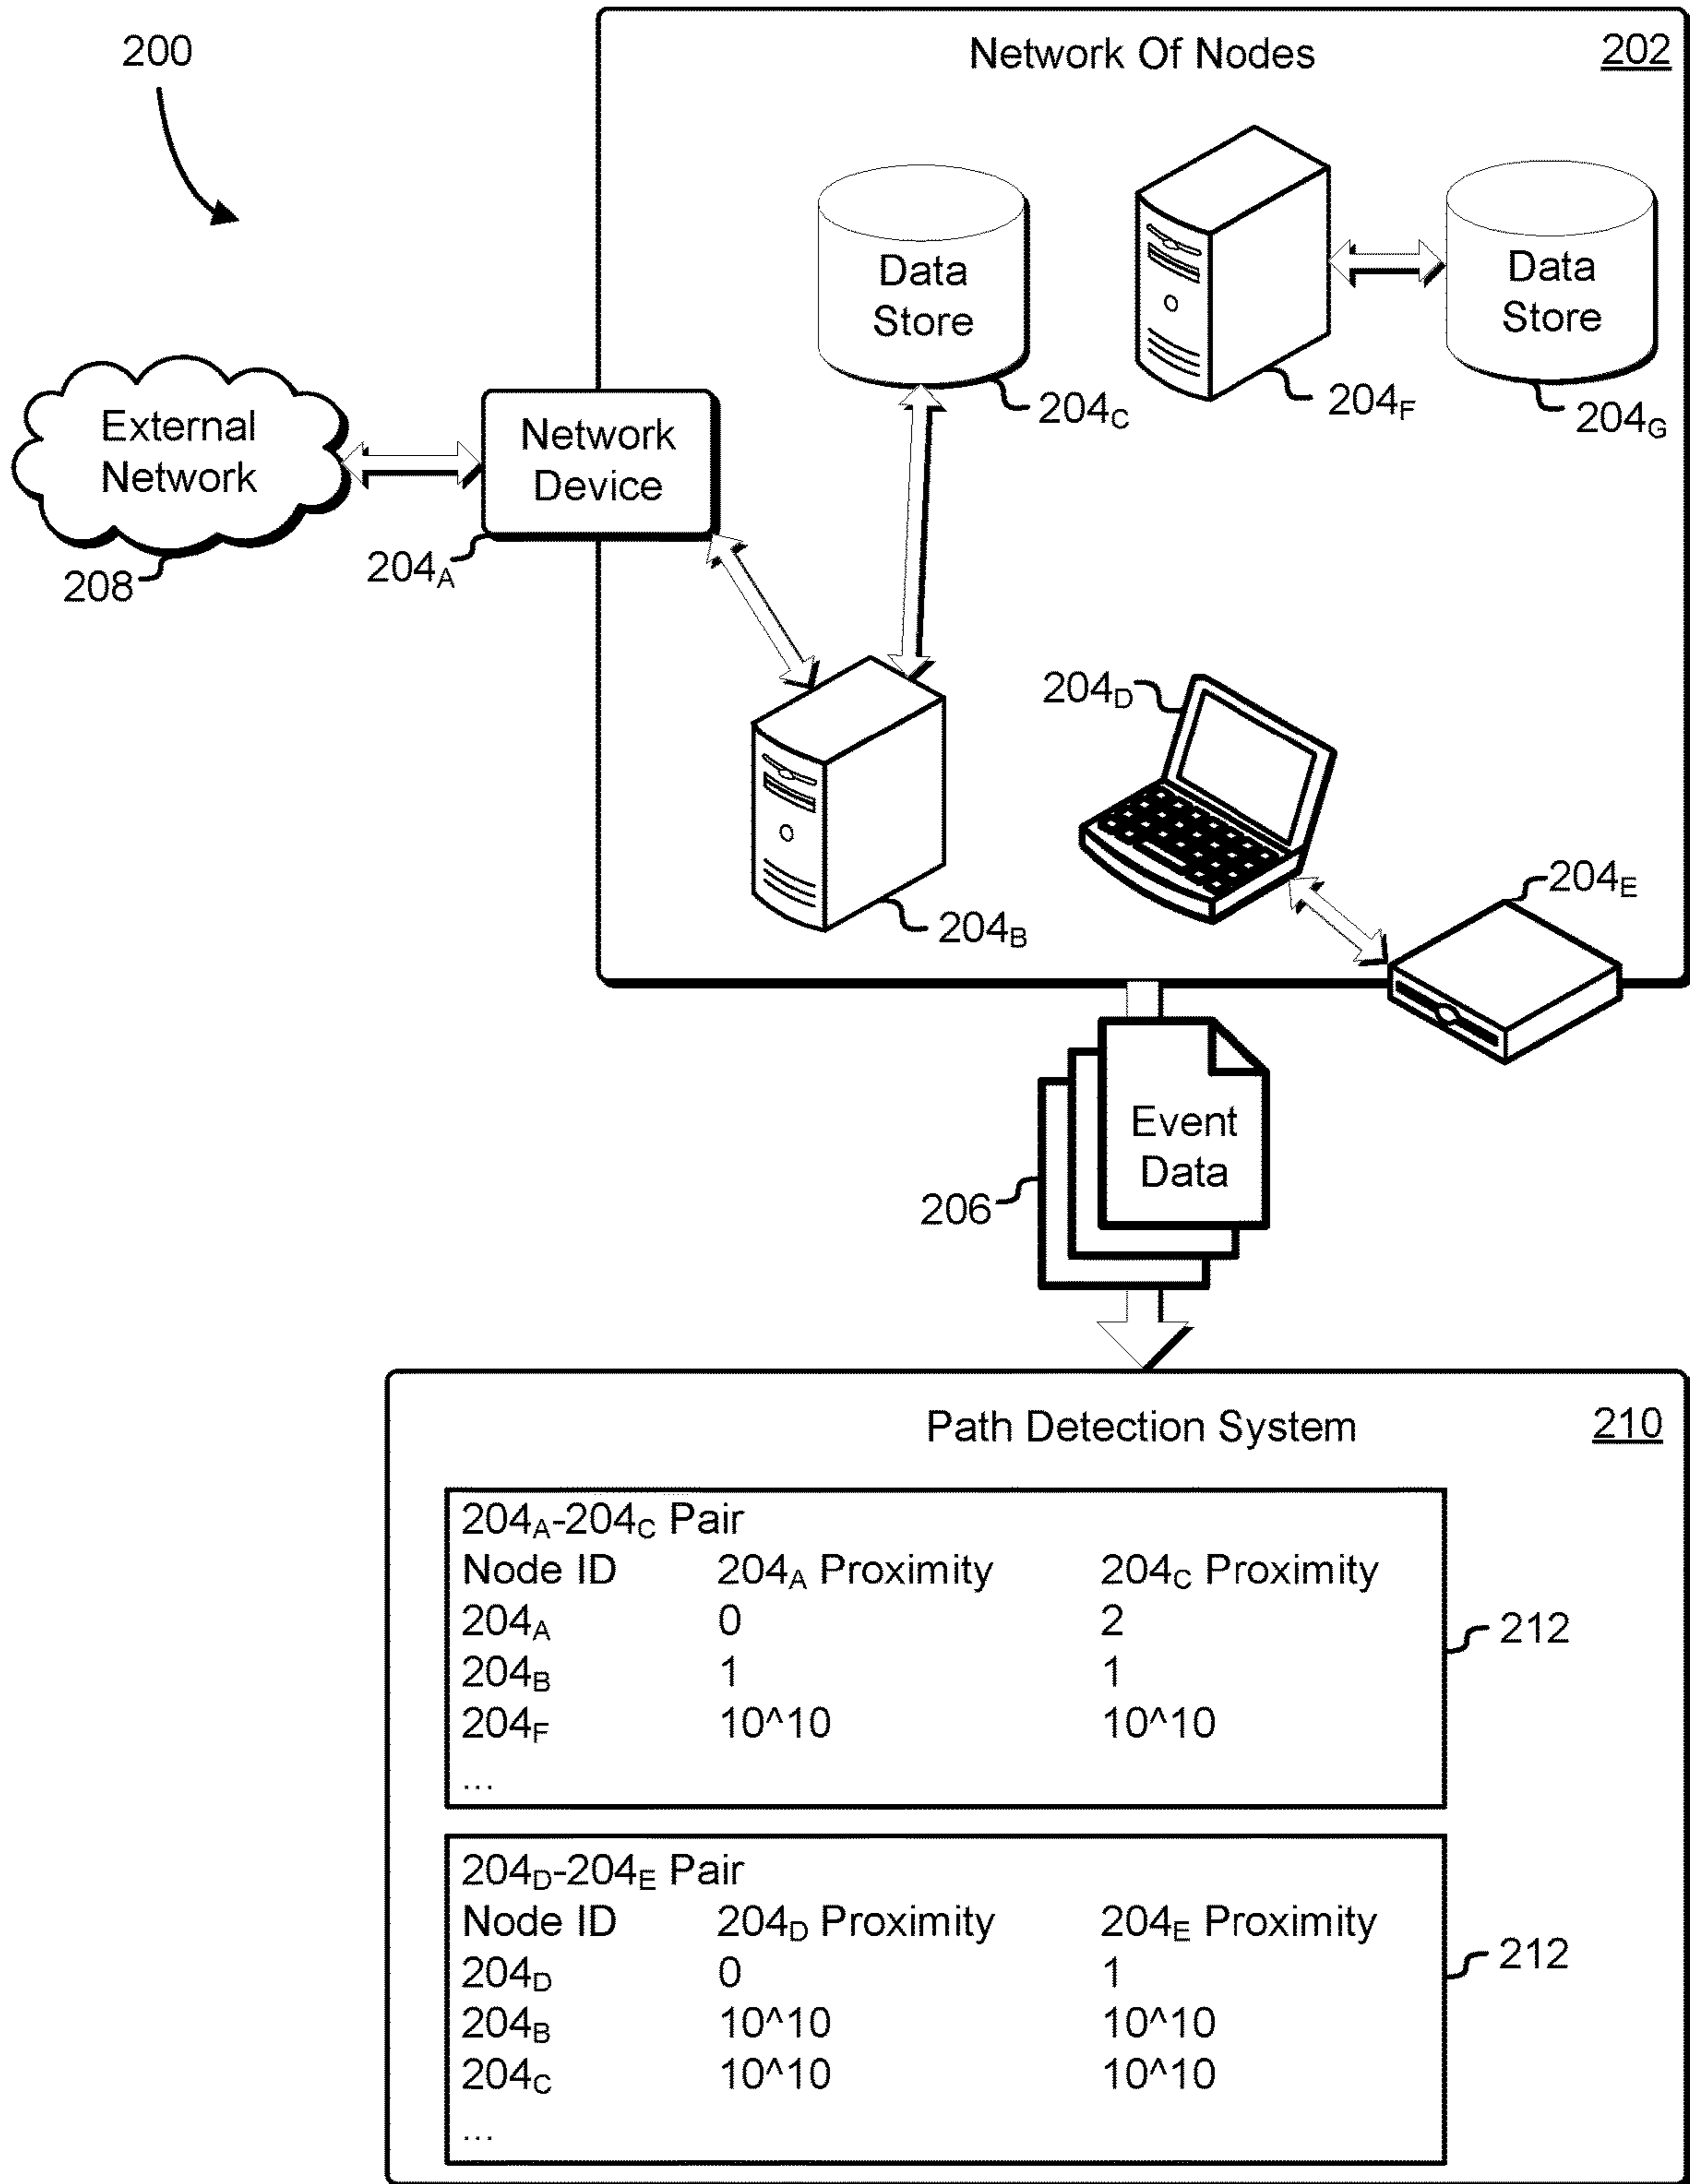 200
Network Of Nodes 202
Data
Store
Data
Store
204C
204F
204G
External
Network
Network
Device
204A
208
204D
204B
204E
Event
Data
206
Path Detection System 210
204A-204C Pair
Node ID 204A Proximity 204C Proximity
204A 0 2
204B 1 1
204F 10^10 10^10
...
212
204D-204E Pair
Node ID 204D Proximity 204E Proximity
204D 0 1
204B 10^10 10^10
204C 10^10 10^10
...
212